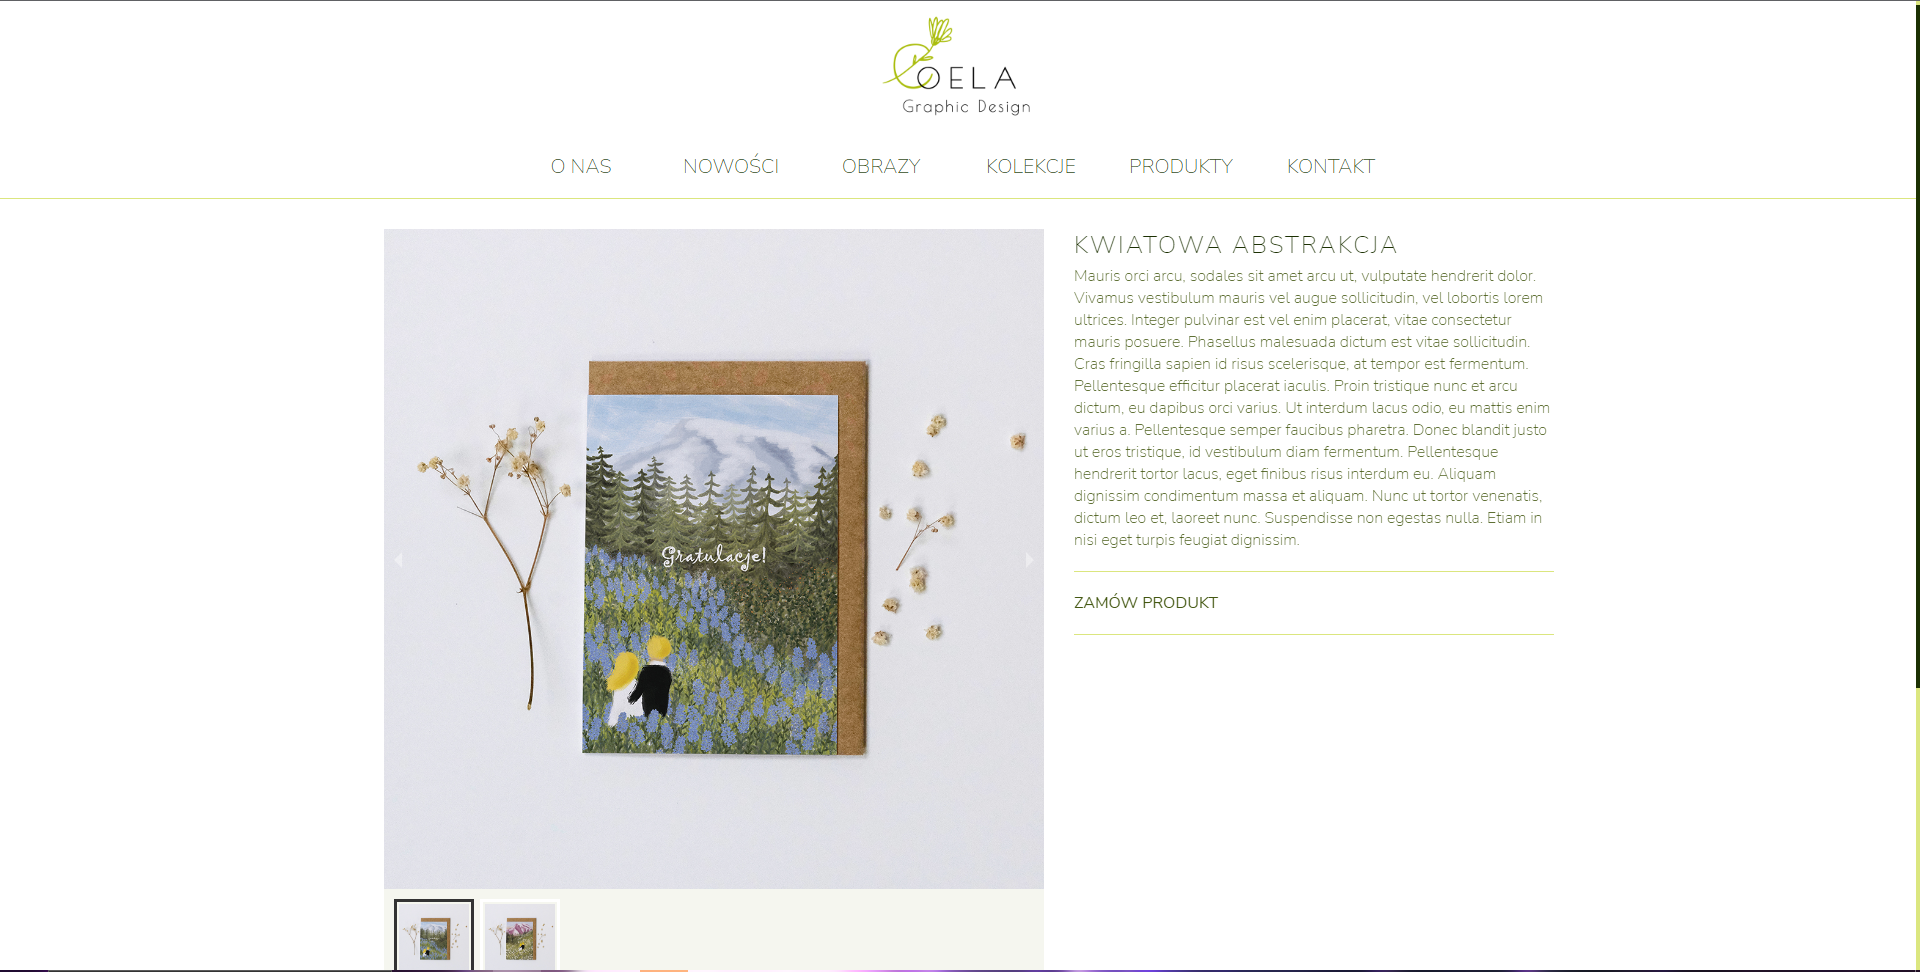 COELA
Graphic Design
O NAS
NOWOŚCI
OBRAZY
KOLEKCJE
PRODUKTY
KONTAKT
KWIATOWA ABSTRAKCJA
Mauris orci arcu, sodales sit amet arcu ut, vulputate hendrerit dolor.
Vivamus vestibulum mauris vel augue sollicitudin, vel lobortis lorem
ultrices. Integer pulvinar est vel enim placerat, vitae consectetur
mauris posuere. Phasellus malesuada dictum est vitae sollicitudin.
Cras fringilla sapien id risus scelerisque, at tempor est fermentum.
Pellentesque efficitur placerat iaculis. Proin tristique nunc et arcu
dictum, eu dapibus orci varius. Ut interdum lacus odio, eu mattis enim
varius a. Pellentesque semper faucibus pharetra. Donec blandit justo
ut eros tristique, id vestibulum diam fermentum. Pellentesque
hendrerit tortor lacus, eget finibus risus interdum eu. Aliquam
dignissim condimentum massa et aliquam. Nunc ut tortor venenatis,
dictum leo et, laoreet nunc. Suspendisse non egestas nulla. Etiam in
nisi eget turpis feugiat dignissim.
ZAMÓW PRODUKT
Gratulacje!